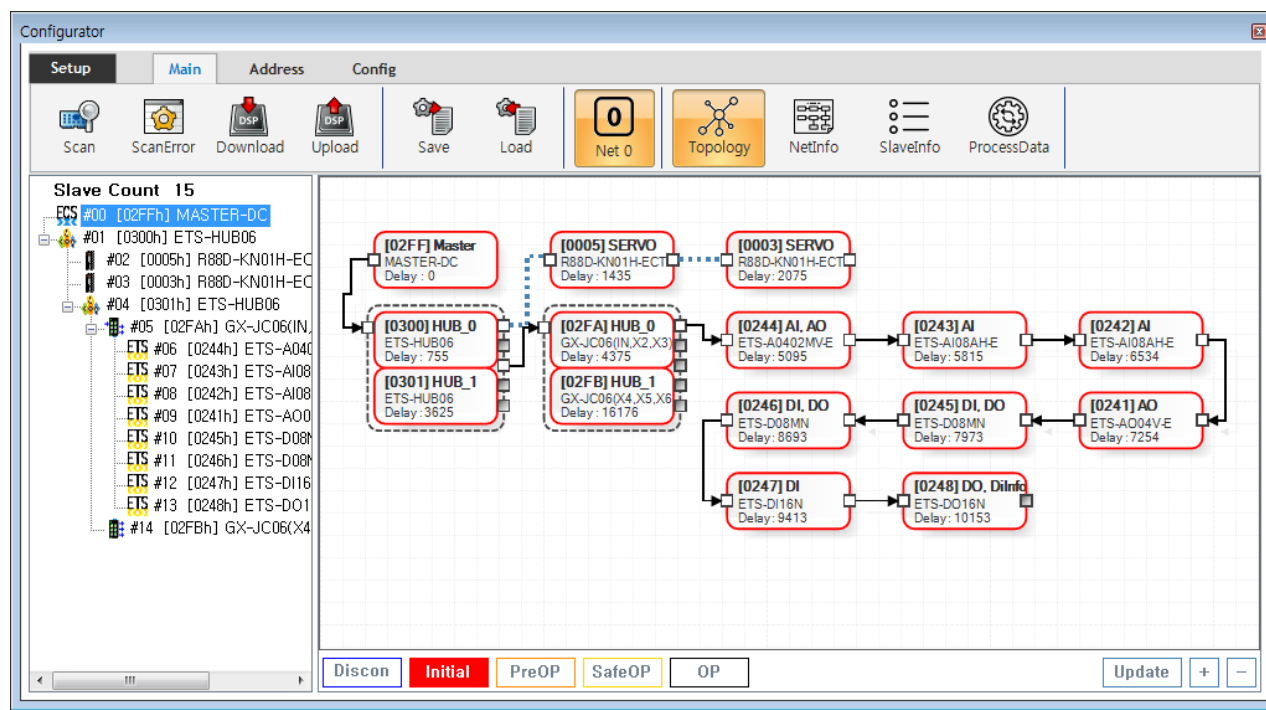 Configurator
Setup Main Address Config
DSP DSP 0
Scan ScanError Download Upload Save Load Net 0 Topology NetInfo SlaveInfo ProcessData
Slave Count 15
ECS #00 [02FFh] MASTER-DC
#01 [0300h] ETS-HUB06
#02 [0005h] R88D-KN01H-EC
#03 [0003h] R88D-KN01H-EC
#04 [0301h] ETS-HUB06
#05 [02FAh] GX-JC06(IN,
ETS #06 [0244h] ETS-A040
ETS #07 [0243h] ETS-AI08
ETS #08 [0242h] ETS-AI08
ETS #09 [0241h] ETS-AO0
ETS #10 [0245h] ETS-D08M
ETS #11 [0246h] ETS-D08M
ETS #12 [0247h] ETS-DI16
ETS #13 [0248h] ETS-DO1
#14 [02FBh] GX-JC06(X4
[02FF] Master
MASTER-DC
Delay : 0
[0005] SERVO
R88D-KN01H-ECT
Delay : 1435
[0003] SERVO
R88D-KN01H-ECT
Delay : 2075
[0300] HUB_0
ETS-HUB06
Delay : 755
[0301] HUB_1
ETS-HUB06
Delay : 3625
[02FA] HUB_0
GX-JC06(IN,X2,X3)
Delay : 4375
[02FB] HUB_1
GX-JC06(X4,X5,X6
Delay : 16176
[0244] AI, AO
ETS-A0402MV-E
Delay : 5095
[0243] AI
ETS-AI08AH-E
Delay : 5815
[0242] AI
ETS-AI08AH-E
Delay : 6534
[0246] DI, DO
ETS-D08MN
Delay : 8693
[0245] DI, DO
ETS-D08MN
Delay : 7973
[0241] AO
ETS-AO04V-E
Delay : 7254
[0247] DI
ETS-DI16N
Delay : 9413
[0248] DO, DiInfo
ETS-DO16N
Delay : 10153
Discon Initial PreOP SafeOP OP Update + −